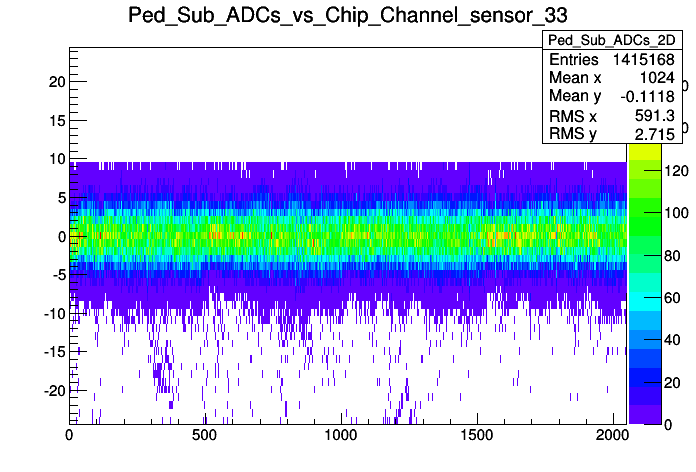 Ped_Sub_ADCs_vs_Chip_Channel_sensor_33
Ped_Sub_ADCs_2D
Entries 1415168
Mean x 1024
Mean y -0.1118
RMS x 591.3
RMS y 2.715
20
15
10
5
0
-5
-10
-15
-20
0 500 1000 1500 2000
120
100
80
60
40
20
0